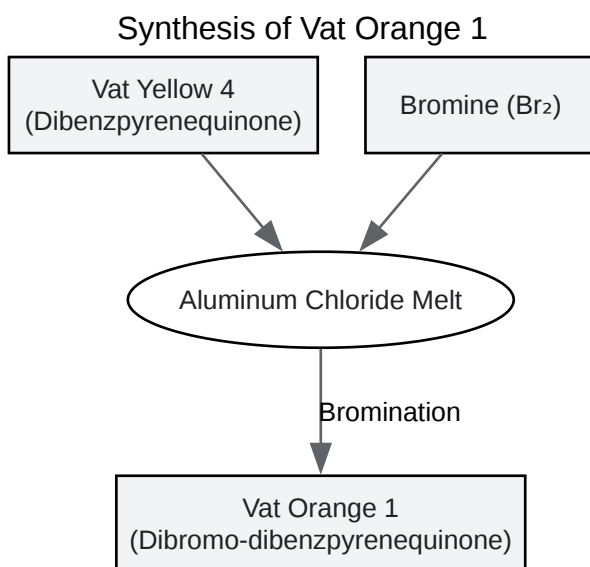 Synthesis of Vat Orange 1
Vat Yellow 4
(Dibenzpyrenequinone)
Bromine (Br₂)
Aluminum Chloride Melt
Bromination
Vat Orange 1
(Dibromo-dibenzpyrenequinone)